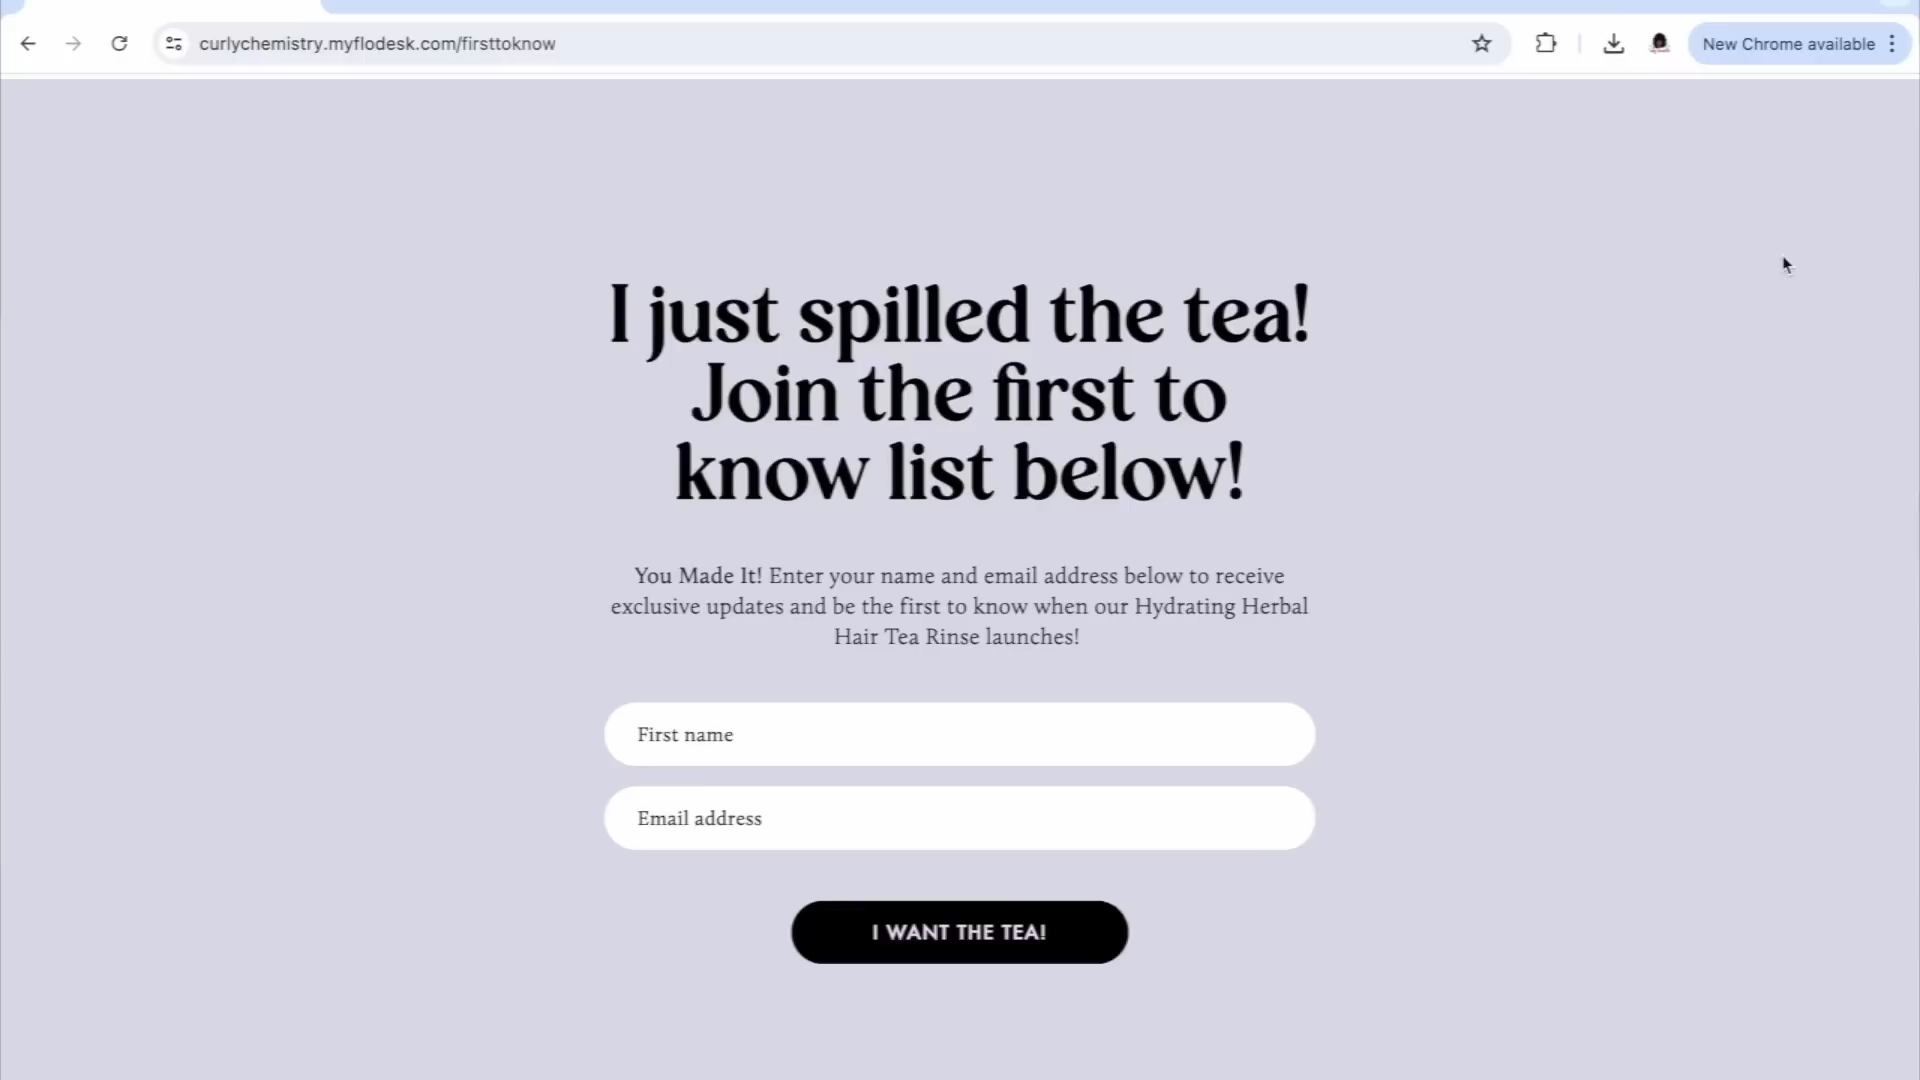 curlychemistry.myflodesk.com/firsttoknow
New Chrome available
I just spilled the tea!
Join the first to
know list below!
You Made It! Enter your name and email address below to receive
exclusive updates and be the first to know when our Hydrating Herbal
Hair Tea Rinse launches!
First name
Email address
I WANT THE TEA!